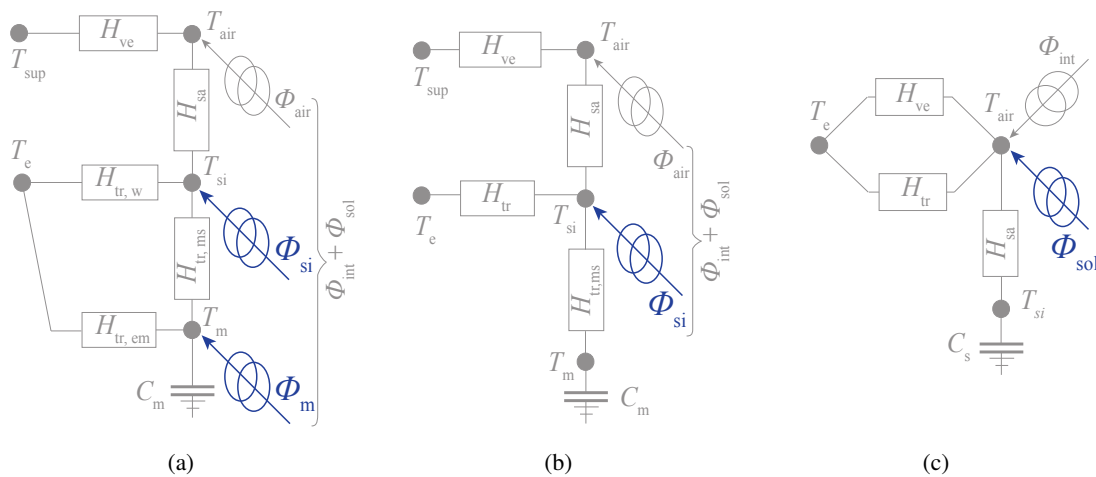 T_air
H_ve
T_sup
H_sa
Φ_air
T_e
H_tr, w
T_si
Φ_si
H_tr, ms
Φ_int + Φ_sol
H_tr, em
T_m
Φ_m
C_m
(a)
T_air
H_ve
T_sup
H_sa
Φ_air
H_tr
T_e
T_si
Φ_int + Φ_sol
H_tr,ms
Φ_si
T_m
C_m
(b)
Φ_int
H_ve
T_e
T_air
H_tr
H_sa
Φ_sol
T_si
C_s
(c)